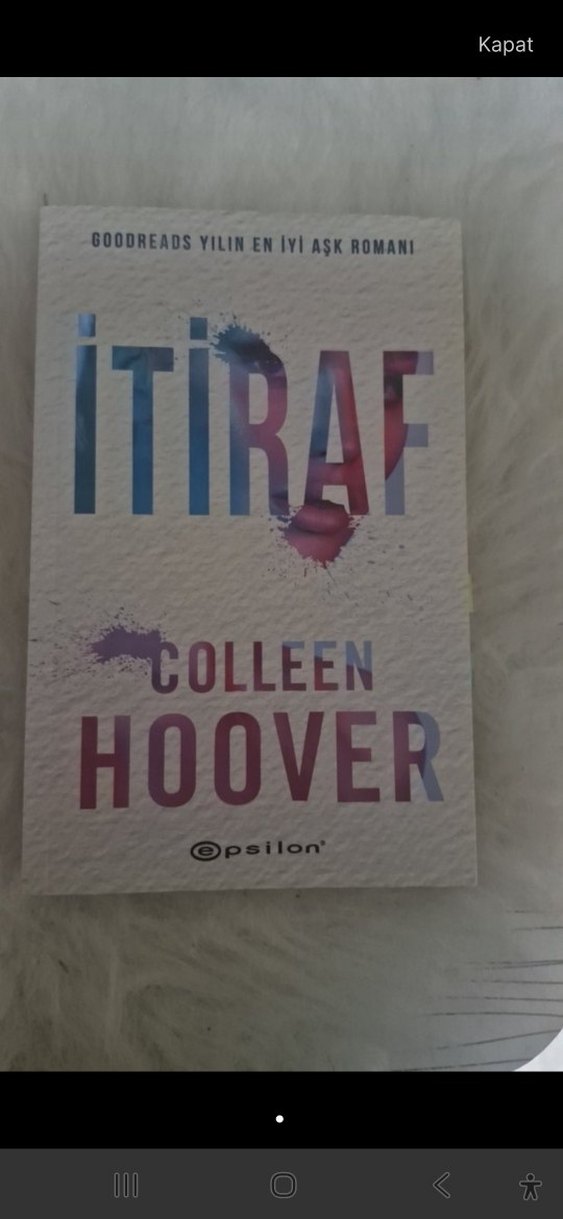 Kapat
GOODREADS YILIN EN İYİ AŞK ROMANI
İTİRAF
COLLEEN
HOOVER
epsilon®